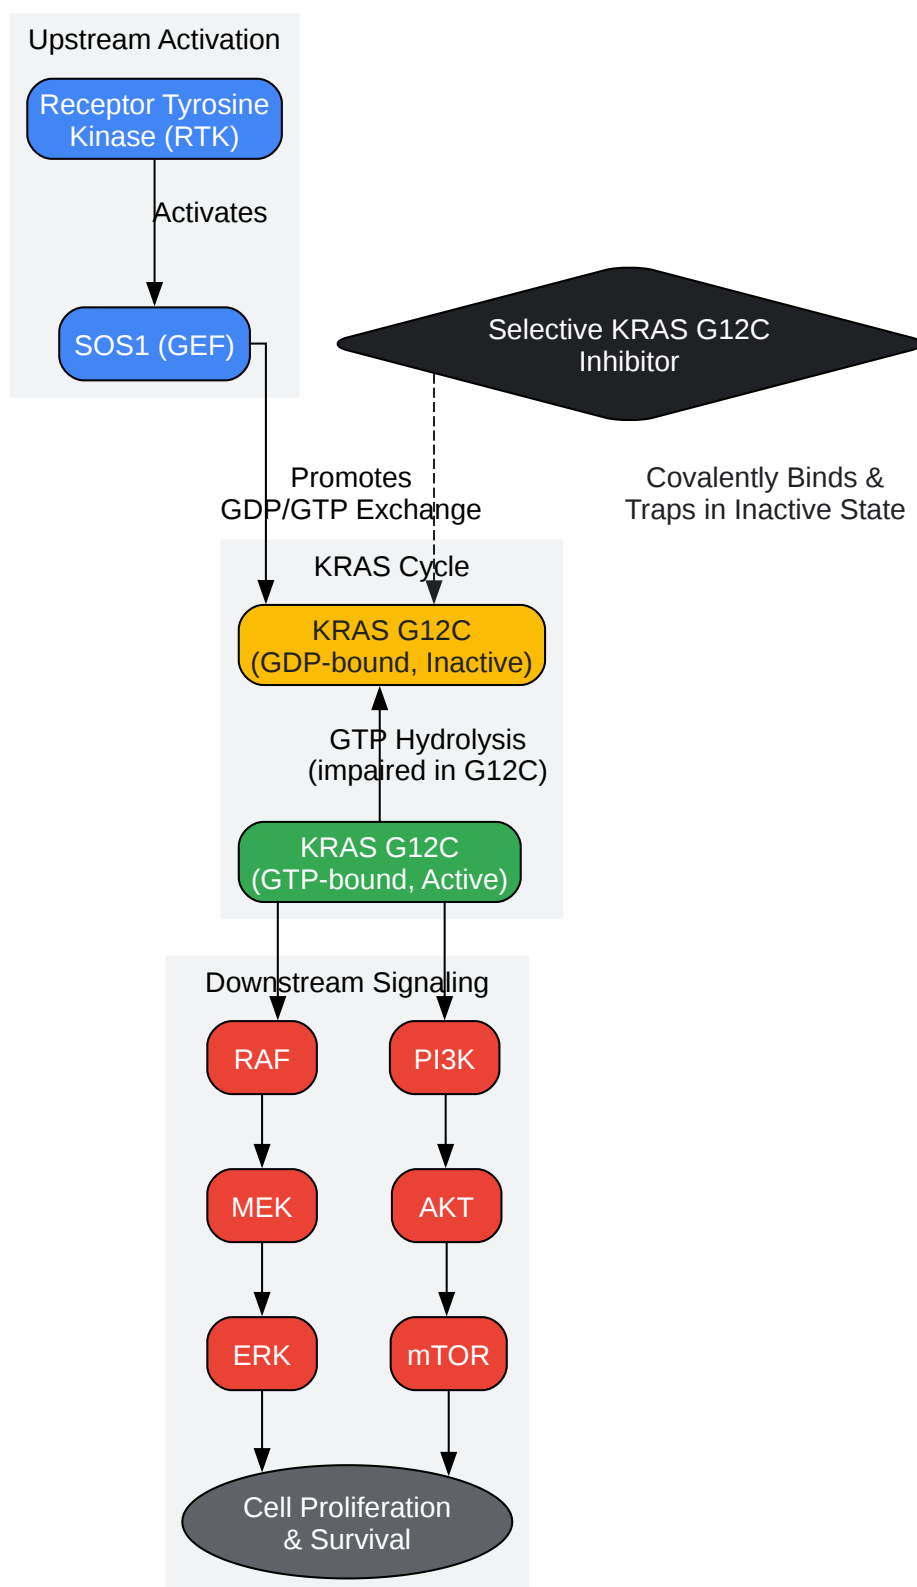 Upstream Activation
Receptor Tyrosine
Kinase (RTK)
Activates
SOS1 (GEF)
Selective KRAS G12C
Inhibitor
Promotes
GDP/GTP Exchange
Covalently Binds &
Traps in Inactive State
KRAS Cycle
KRAS G12C
(GDP-bound, Inactive)
GTP Hydrolysis
(impaired in G12C)
KRAS G12C
(GTP-bound, Active)
Downstream Signaling
RAF
PI3K
MEK
AKT
ERK
mTOR
Cell Proliferation
& Survival